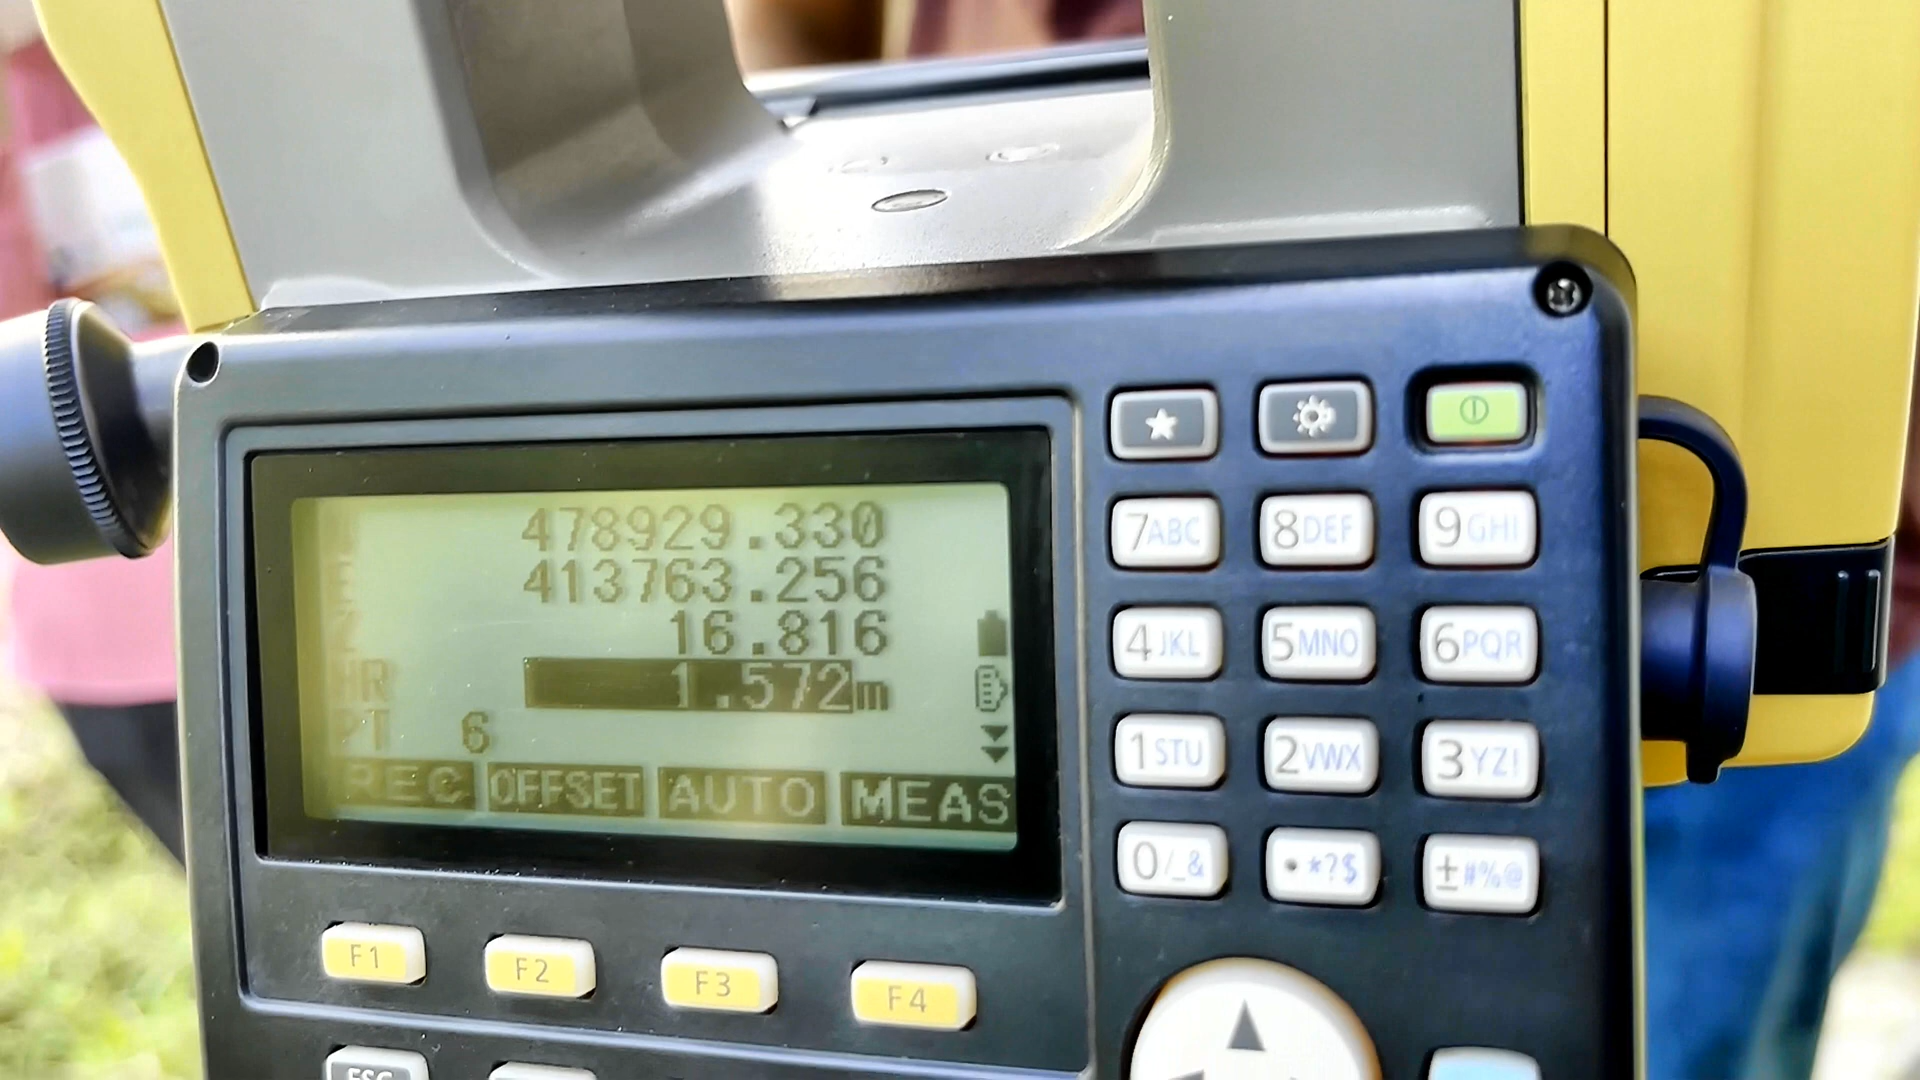 N 478929.330
E 413763.256
Z 16.816
HR 1.572m
PT 6
REC OFFSET AUTO MEAS
7ABC 8DEF 9GHI
4JKL 5MNO 6PQR
1STU 2VWX 3YZ!
0/_& •*?$ ±#%@
F1 F2 F3 F4
ESC